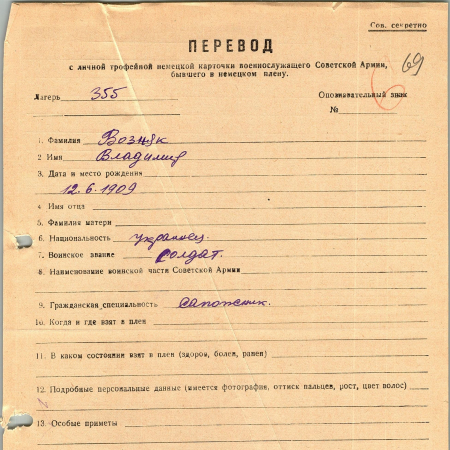 Сов. секретно
69
ПЕРЕВОД
с личной трофейной немецкой карточки военнослужащего Советской Армии,
бывшего в немецком плену.
Лагерь 355 Опознавательный знак
№
1. Фамилия Возняк
2 Имя Владимир
3. Дата и место рождения
12.6.1909
4 Имя отца
5. Фамилия матери
6. Национальность украинец.
7. Воинское звание солдат.
8. Наименование воинской части Советской Армии
9. Гражданская специальность сапожник.
10. Когда и где взят в плен
11. В каком состоянии взят в плен (здоров, болен, ранен)
12. Подробные персональные данные (имеется фотография, оттиск пальцев, рост, цвет волос)
13. Особые приметы